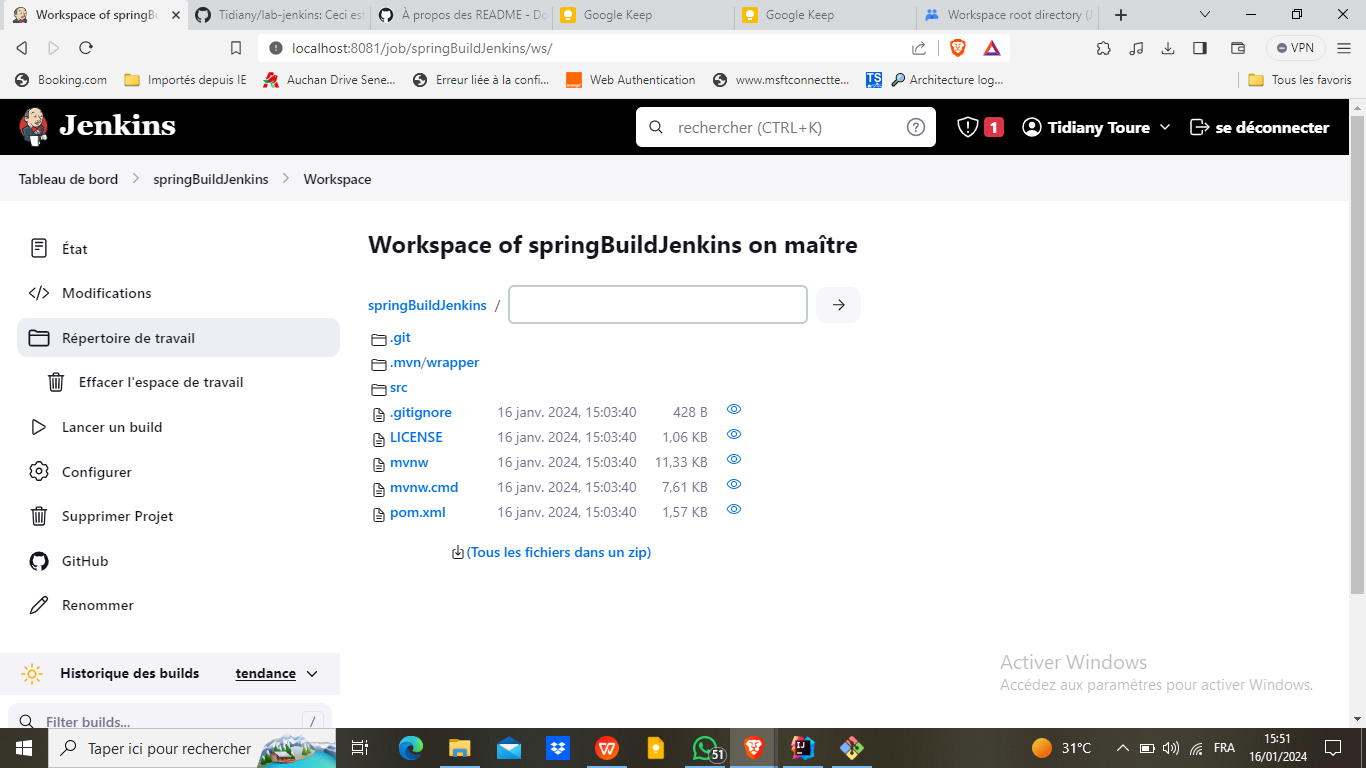 Workspace of springB
Tidiany/lab-jenkins: Ceci est
À propos des README - Do
Google Keep
Google Keep
Workspace root directory (J
localhost:8081/job/springBuildJenkins/ws/
VPN
Booking.com
Importés depuis IE
Auchan Drive Sene...
Erreur liée à la confi...
Web Authentication
www.msftconnectte...
TS
Architecture log...
Tous les favoris
Jenkins
rechercher (CTRL+K)
1
Tidiany Toure
se déconnecter
Tableau de bord
springBuildJenkins
Workspace
État
Modifications
Répertoire de travail
Effacer l'espace de travail
Lancer un build
Configurer
Supprimer Projet
GitHub
Renommer
Historique des builds tendance
Filter builds... /
Workspace of springBuildJenkins on maître
springBuildJenkins /
.git
.mvn/wrapper
src
.gitignore 16 janv. 2024, 15:03:40 428 B
LICENSE 16 janv. 2024, 15:03:40 1,06 KB
mvnw 16 janv. 2024, 15:03:40 11,33 KB
mvnw.cmd 16 janv. 2024, 15:03:40 7,61 KB
pom.xml 16 janv. 2024, 15:03:40 1,57 KB
(Tous les fichiers dans un zip)
Activer Windows
Accédez aux paramètres pour activer Windows.
Taper ici pour rechercher
51
31°C
FRA
15:51
16/01/2024